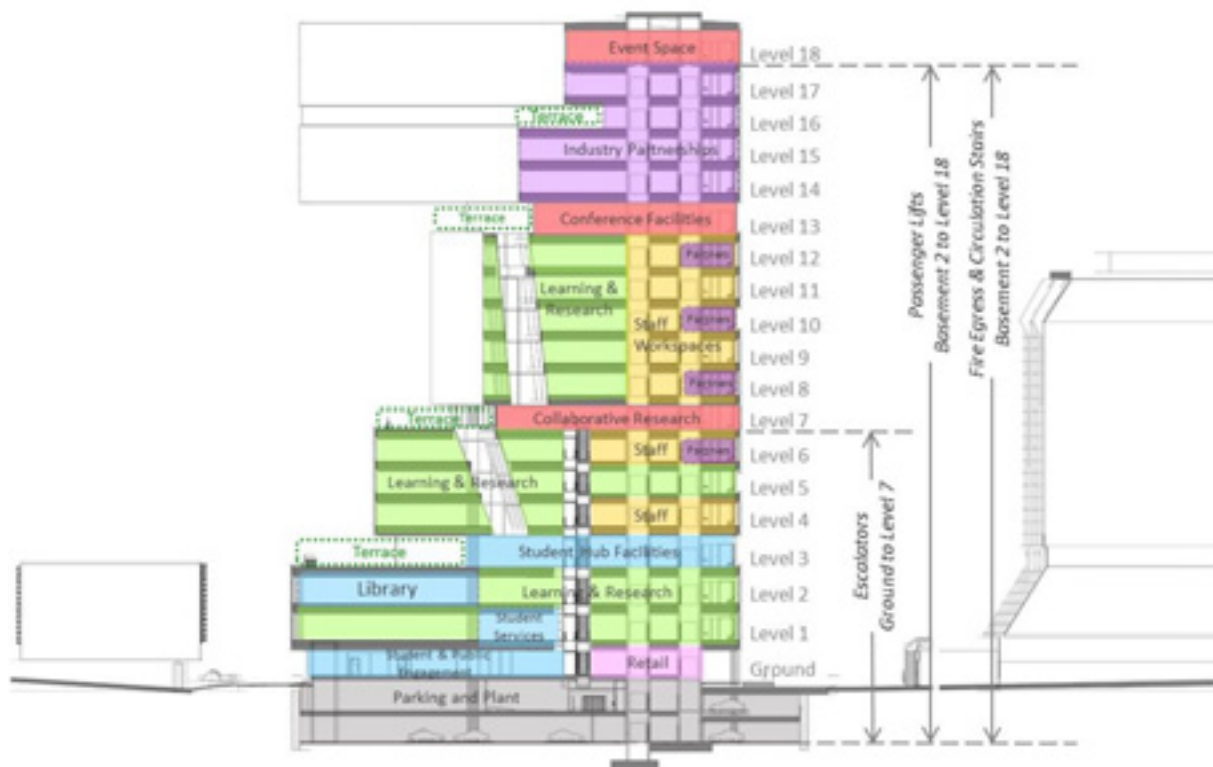 Event Space
Level 18
Level 17
Terrace
Level 16
Industry Partnerships
Level 15
Level 14
Terrace
Conference Facilities
Level 13
Partners
Level 12
Learning &
Research
Level 11
Staff
Workspaces
Partners
Level 10
Level 9
Partners
Level 8
Terrace
Collaborative Research
Level 7
Staff
Partners
Level 6
Learning & Research
Level 5
Staff
Level 4
Terrace
Student Hub Facilities
Level 3
Library
Learning & Research
Level 2
Student
Services
Level 1
Student & Public
Engagement
Retail
Ground
Parking and Plant
Escalators
Ground to Level 7
Passenger Lifts
Basement 2 to Level 18
Fire Egress & Circulation Stairs
Basement 2 to Level 18